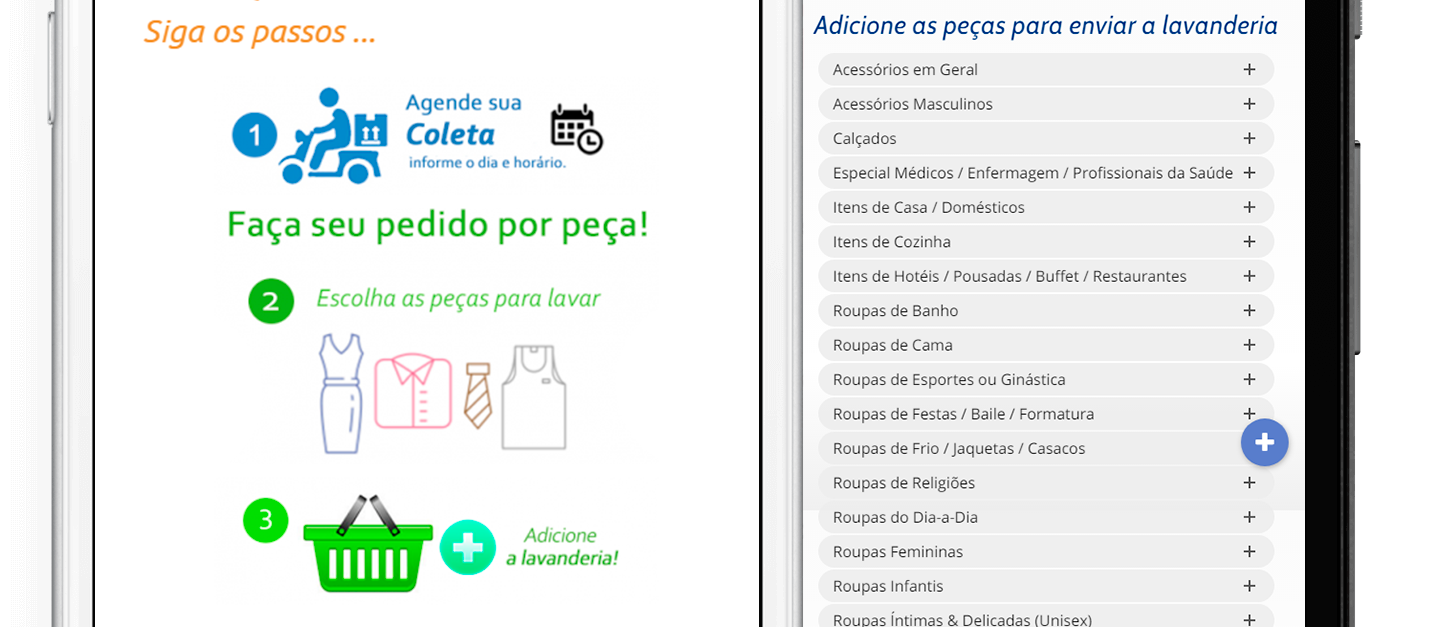 Siga os passos ...
1
Agende sua
Coleta
informe o dia e horário.
Faça seu pedido por peça!
2
Escolha as peças para lavar
3
Adicione
a lavanderia!
Adicione as peças para enviar a lavanderia
Acessórios em Geral
Acessórios Masculinos
Calçados
Especial Médicos / Enfermagem / Profissionais da Saúde
Itens de Casa / Domésticos
Itens de Cozinha
Itens de Hotéis / Pousadas / Buffet / Restaurantes
Roupas de Banho
Roupas de Cama
Roupas de Esportes ou Ginástica
Roupas de Festas / Baile / Formatura
Roupas de Frio / Jaquetas / Casacos
Roupas de Religiões
Roupas do Dia-a-Dia
Roupas Femininas
Roupas Infantis
Roupas Íntimas & Delicadas (Unisex)